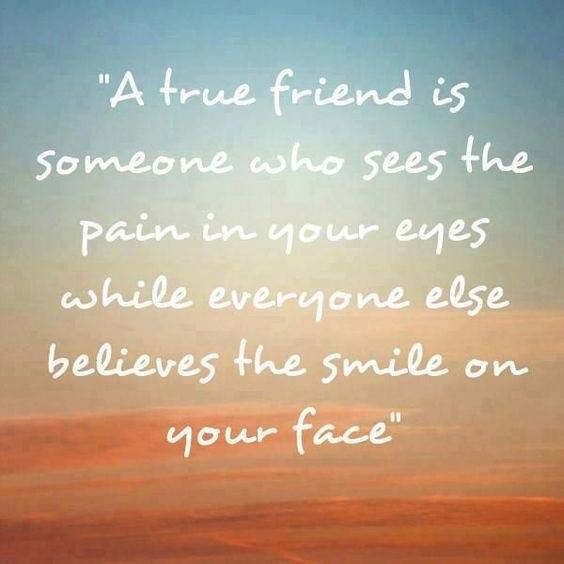 "A true friend is
someone who sees the
pain in your eyes
while everyone else
believes the smile on
your face"